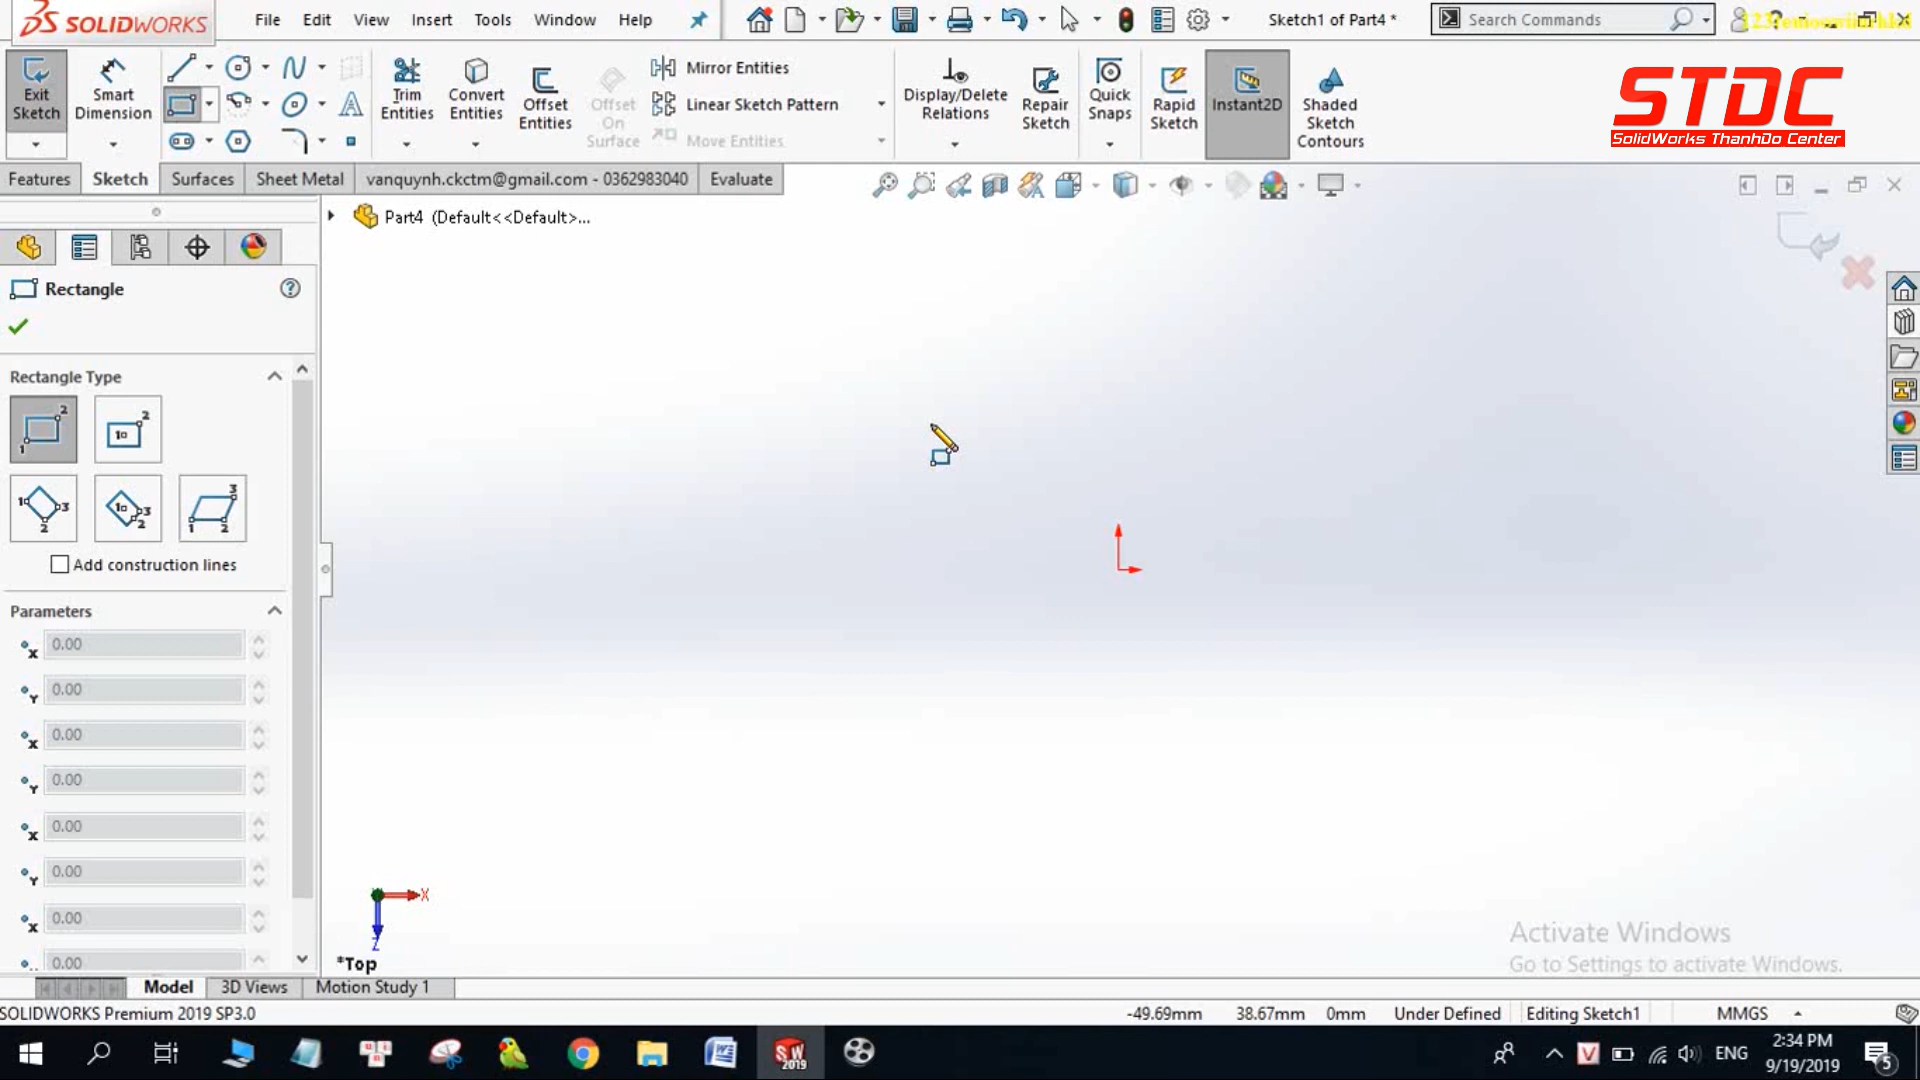 SOLIDWORKS
File Edit View Insert Tools Window Help
Sketch1 of Part4 *
Search Commands
Exit Sketch
Smart Dimension
Trim Entities
Convert Entities
Offset Entities
Offset On Surface
Mirror Entities
Linear Sketch Pattern
Move Entities
Display/Delete Relations
Repair Sketch
Quick Snaps
Rapid Sketch
Instant2D
Shaded Sketch Contours
STDC
SolidWorks ThanhDo Center
Features Sketch Surfaces Sheet Metal vanquynh.ckctm@gmail.com - 0362983040 Evaluate
Part4 (Default<<Default>...
Rectangle
Rectangle Type
Add construction lines
Parameters
X 0.00
Y 0.00
X 0.00
Y 0.00
X 0.00
Y 0.00
X 0.00
0.00
X
Z
*Top
Activate Windows
Go to Settings to activate Windows.
Model 3D Views Motion Study 1
SOLIDWORKS Premium 2019 SP3.0
-49.69mm 38.67mm 0mm Under Defined Editing Sketch1 MMGS
SW 2019
ENG
2:34 PM
9/19/2019
5